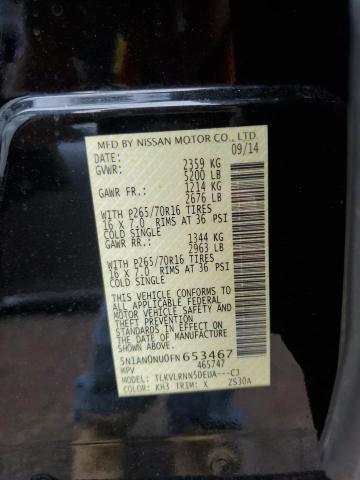 MFD BY NISSAN MOTOR CO., LTD.
DATE: 09/14
GVWR: 2359 KG
5200 LB
GAWR FR.: 1214 KG
2676 LB
WITH P265/70R16 TIRES
16 X 7.0 RIMS AT 36 PSI
COLD SINGLE
GAWR RR.: 1344 KG
2963 LB
WITH P265/70R16 TIRES
16 X 7.0 RIMS AT 36 PSI
COLD SINGLE
THIS VEHICLE CONFORMS TO ALL
APPLICABLE FEDERAL MOTOR
VEHICLE SAFETY AND
STANDARDS IN EFFECT ON THE
DATE OF MANUFACTURE SHOWN
ABOVE.
5N1AN0NU0FN653467
MPV 465747
MODEL: TLKVLRNN50EUA---CJ
COLOR: KH3 TRIM: X ZS30A